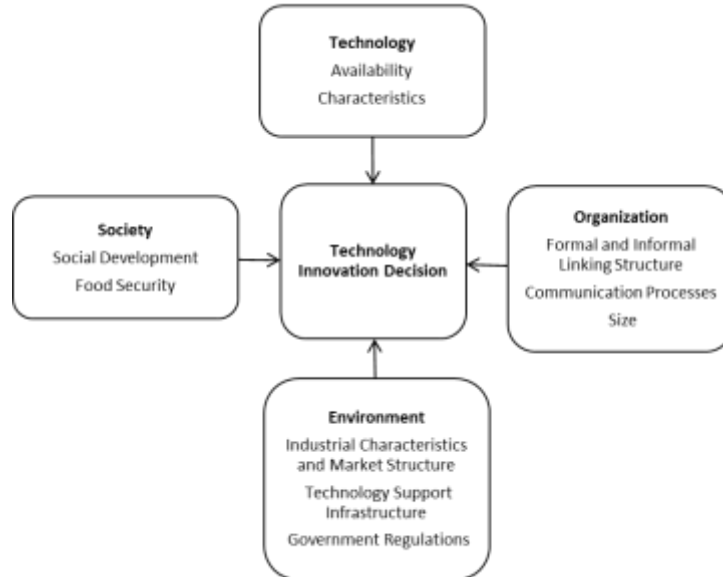 Technology
Availability
Characteristics
Society
Social Development
Food Security
Technology
Innovation Decision
Organization
Formal and Informal
Linking Structure
Communication Processes
Size
Environment
Industrial Characteristics
and Market Structure
Technology Support
Infrastructure
Government Regulations